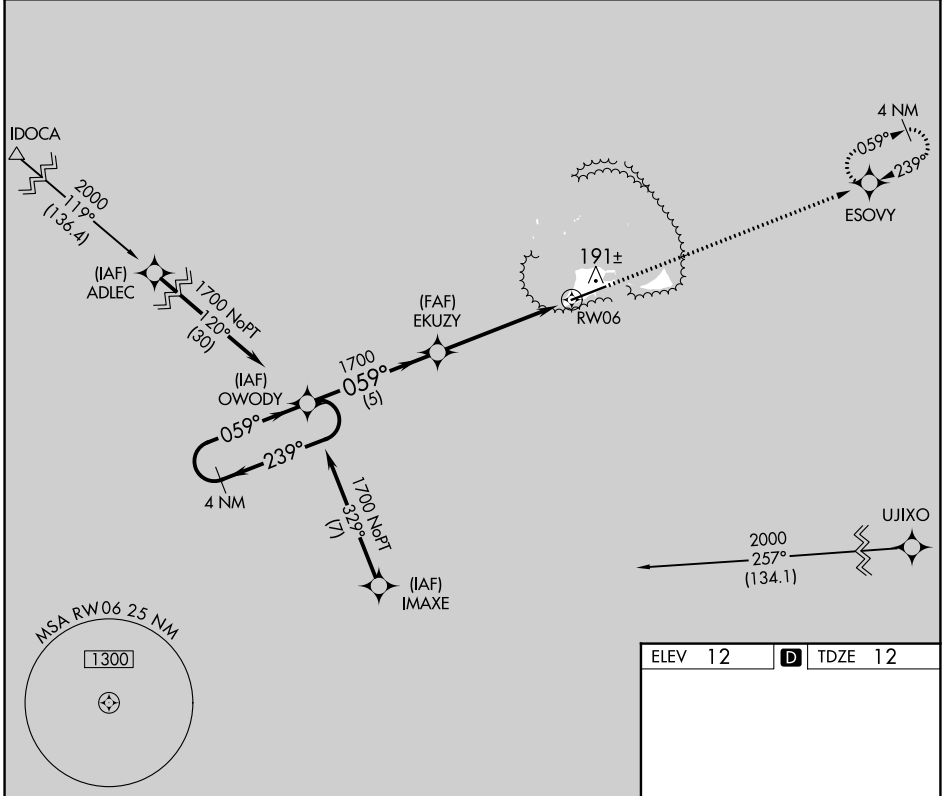 IDOCA
2000
119°
(136.4)
(IAF)
ADLEC
1700 NoPT
120°
(30)
4 NM
059°
239°
ESOVY
191±
RW06
(FAF)
EKUZY
1700
059°
(5)
(IAF)
OWODY
059°
239°
4 NM
1700 NoPT
329°
(7)
(IAF)
IMAXE
UJIXO
2000
257°
(134.1)
MSA RW06 25 NM
1300
ELEV 12 D TDZE 12